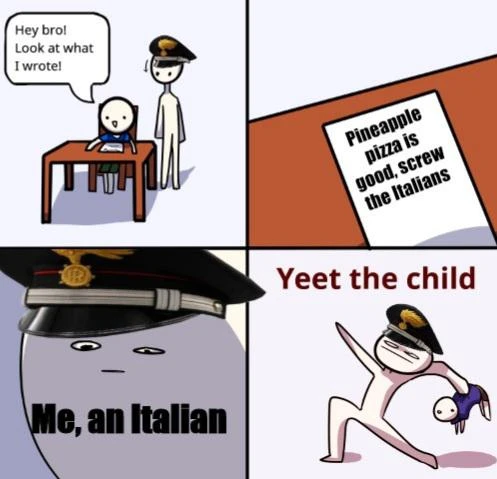 Hey bro!
Look at what
I wrote!
Pineapple
pizza is
good, screw
the Italians
Me, an Italian
Yeet the child